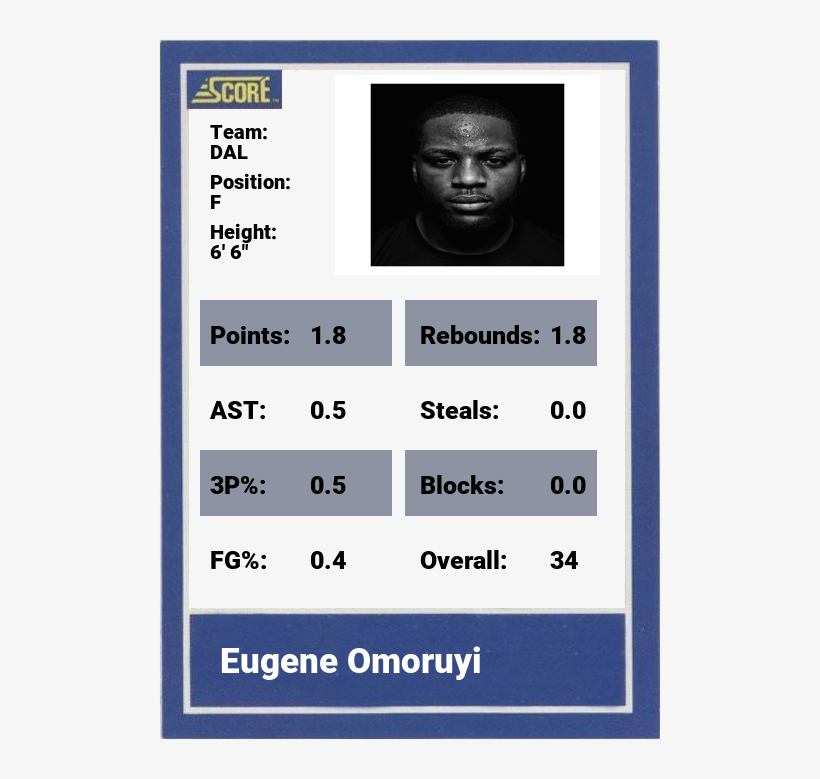 SCORE™
Team:
DAL
Position:
F
Height:
6' 6"
Points: 1.8 Rebounds: 1.8
AST: 0.5 Steals: 0.0
3P%: 0.5 Blocks: 0.0
FG%: 0.4 Overall: 34
Eugene Omoruyi